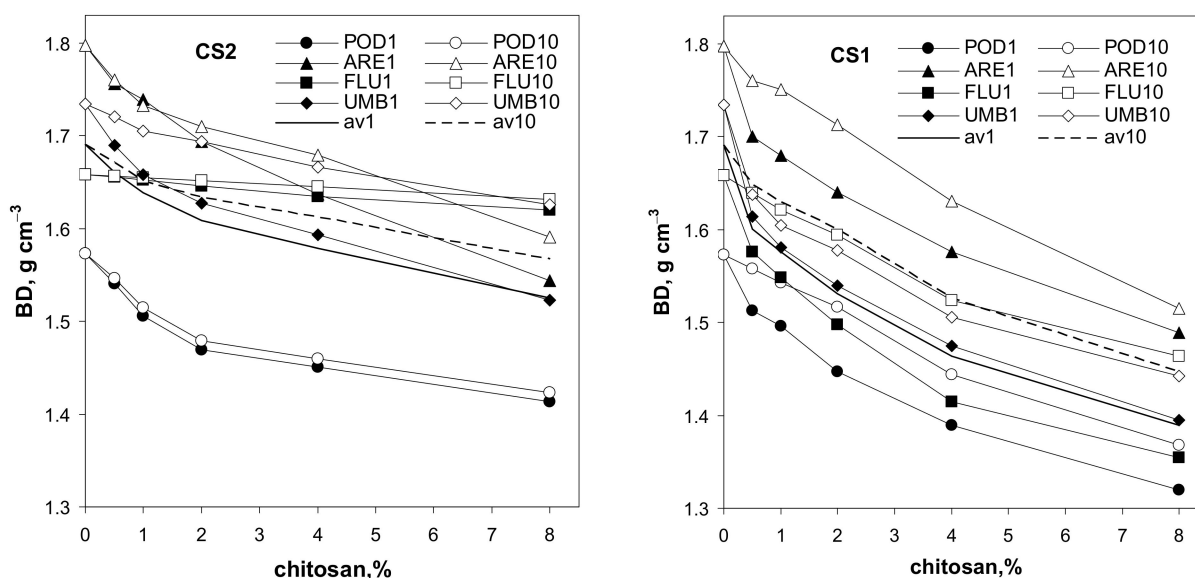 CS2
POD1 POD10
ARE1 ARE10
FLU1 FLU10
UMB1 UMB10
av1 av10
BD, g cm⁻³
1.8
1.7
1.6
1.5
1.4
1.3
0 1 2 3 4 5 6 7 8
chitosan,%
CS1
POD1 POD10
ARE1 ARE10
FLU1 FLU10
UMB1 UMB10
av1 av10
BD, g cm⁻³
1.8
1.7
1.6
1.5
1.4
1.3
0 1 2 3 4 5 6 7 8
chitosan,%